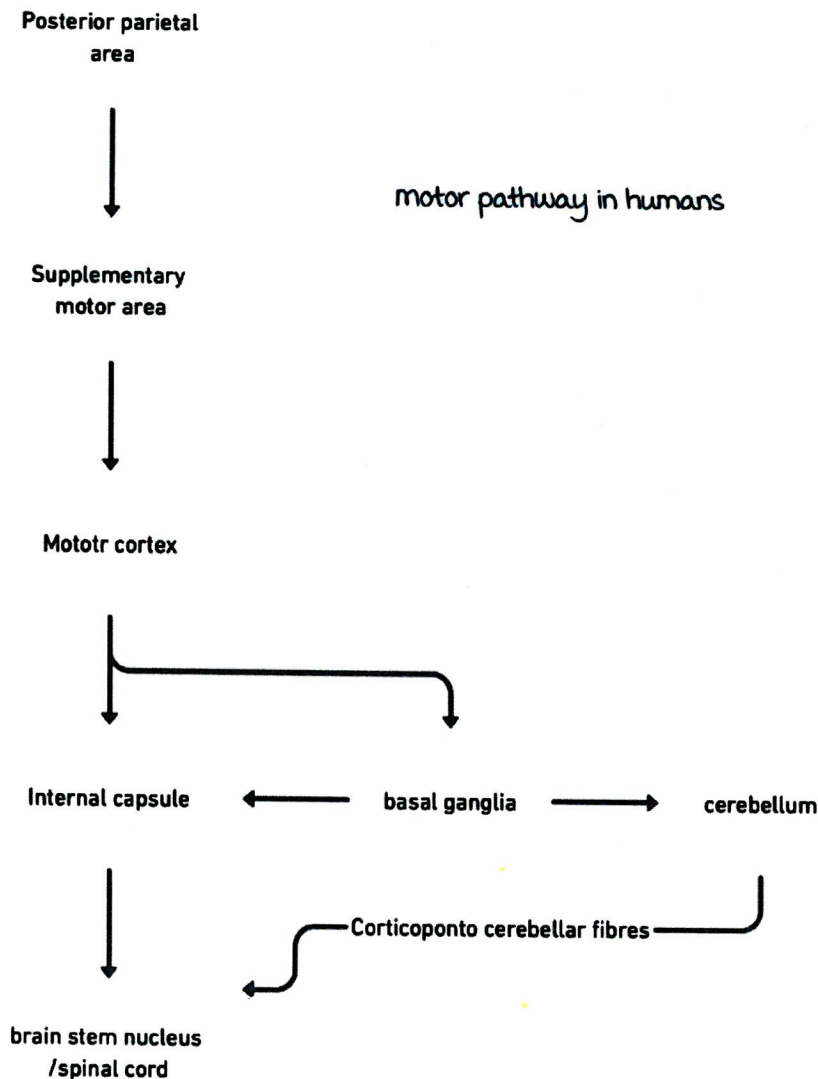 Posterior parietal
area
motor pathway in humans
Supplementary
motor area
Mototr cortex
Internal capsule
basal ganglia
cerebellum
Corticoponto cerebellar fibres
brain stem nucleus
/spinal cord